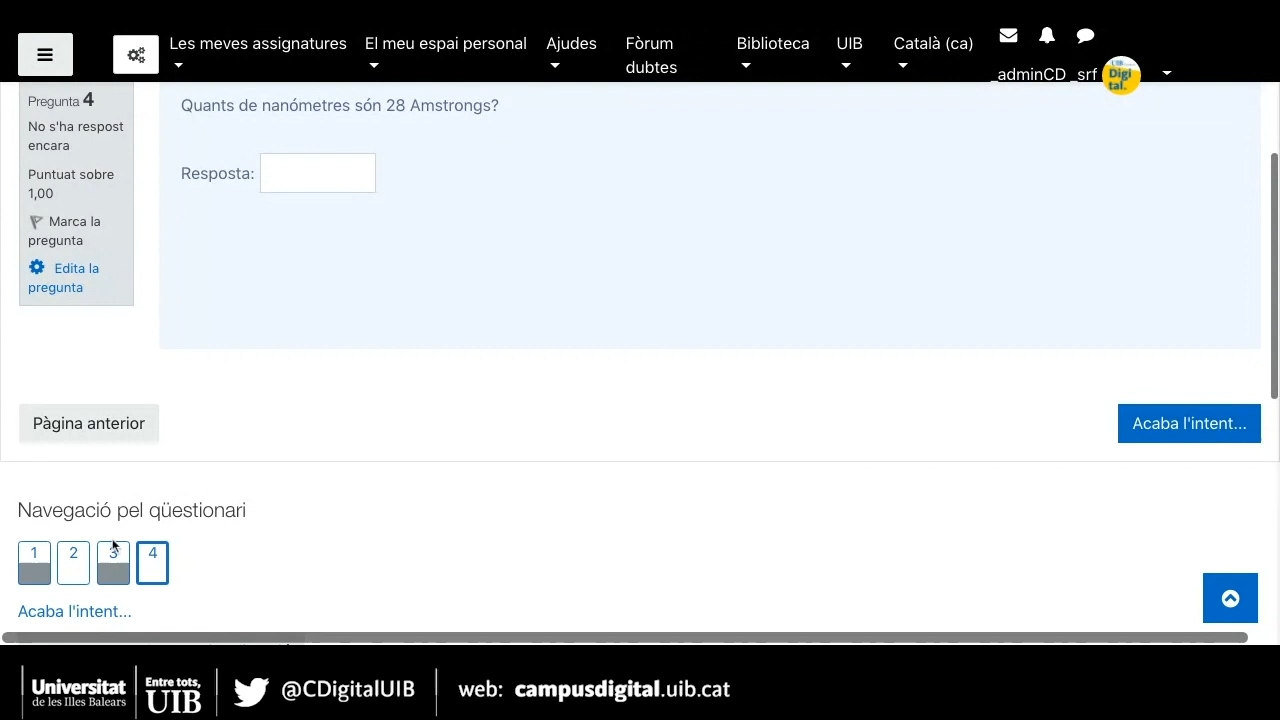 Les meves assignatures
El meu espai personal
Ajudes
Fòrum
dubtes
Biblioteca
UIB
Català (ca)
_adminCD _srf
Digi
tal.
Pregunta 4
No s'ha respost
encara
Puntuat sobre
1,00
Marca la
pregunta
Edita la
pregunta
Quants de nanómetres són 28 Amstrongs?
Resposta:
Pàgina anterior
Acaba l'intent...
Navegació pel qüestionari
1 2 3 4
Acaba l'intent...
Universitat
de les Illes Balears
Entre tots,
UIB
@CDigitalUIB
web: campusdigital.uib.cat